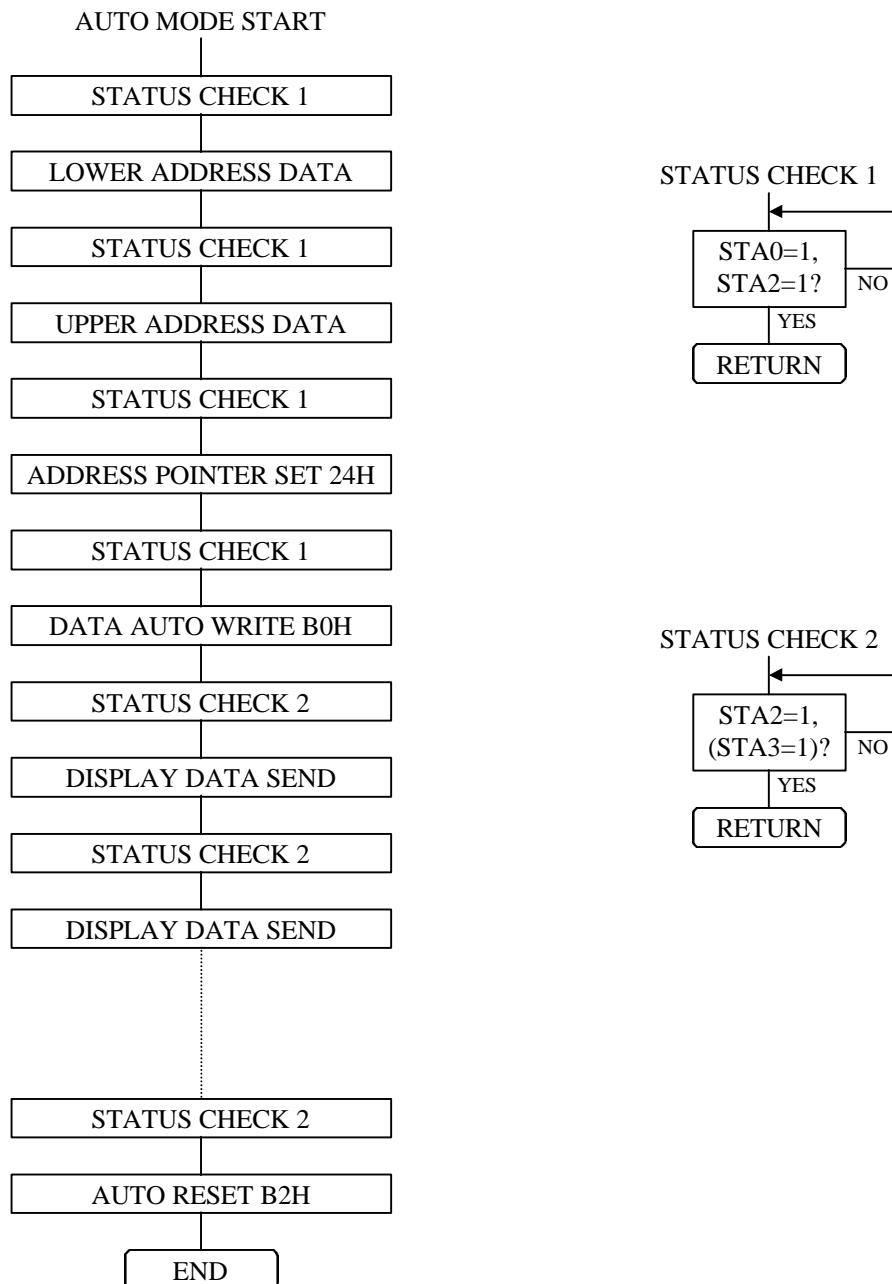 AUTO MODE START
STATUS CHECK 1
LOWER ADDRESS DATA
STATUS CHECK 1
UPPER ADDRESS DATA
STATUS CHECK 1
ADDRESS POINTER SET 24H
STATUS CHECK 1
DATA AUTO WRITE B0H
STATUS CHECK 2
DISPLAY DATA SEND
STATUS CHECK 2
DISPLAY DATA SEND
STATUS CHECK 2
AUTO RESET B2H
END
STATUS CHECK 1
STA0=1,
STA2=1?
NO
YES
RETURN
STATUS CHECK 2
STA2=1,
(STA3=1)?
NO
YES
RETURN